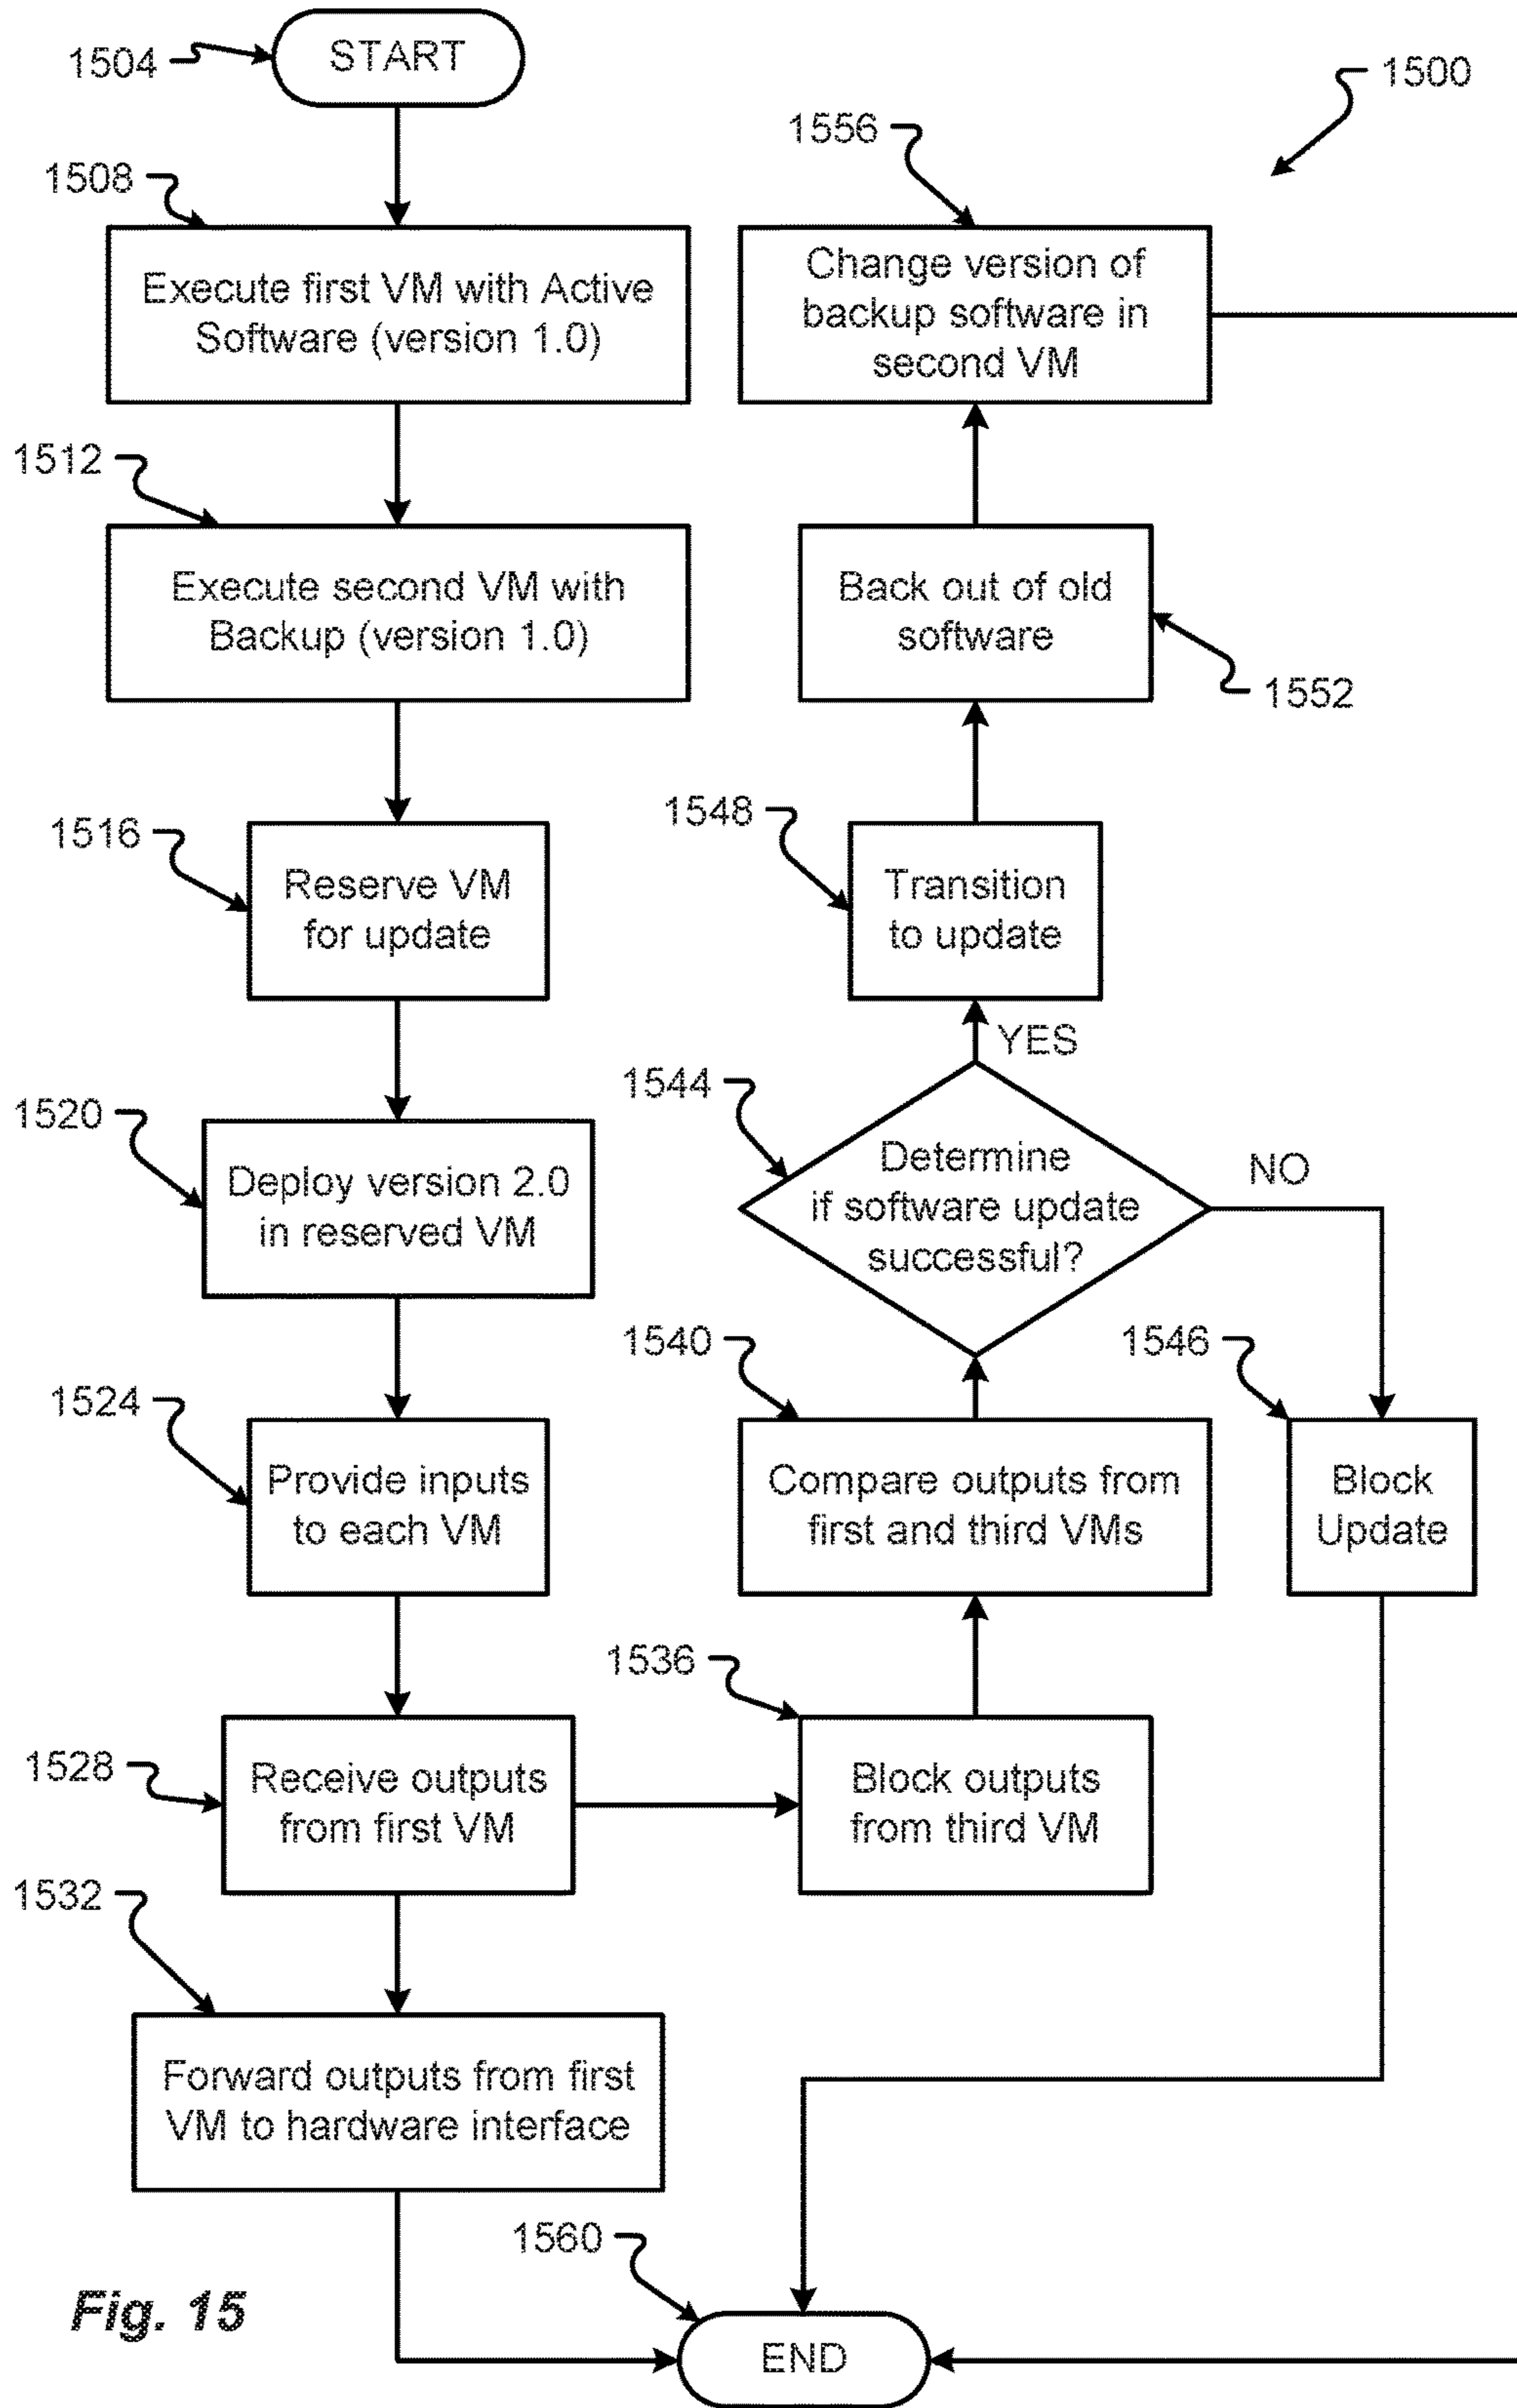 1504
START
1500
1556
1508
Execute first VM with Active
Software (version 1.0)
Change version of
backup software in
second VM
1512
Execute second VM with
Backup (version 1.0)
Back out of old
software
1552
1516
Reserve VM
for update
1548
Transition
to update
YES
1544
1520
Deploy version 2.0
in reserved VM
Determine
if software update
successful?
NO
1540
1546
1524
Provide inputs
to each VM
Compare outputs from
first and third VMs
Block
Update
1536
1528
Receive outputs
from first VM
Block outputs
from third VM
1532
Forward outputs from first
VM to hardware interface
1560
Fig. 15
END